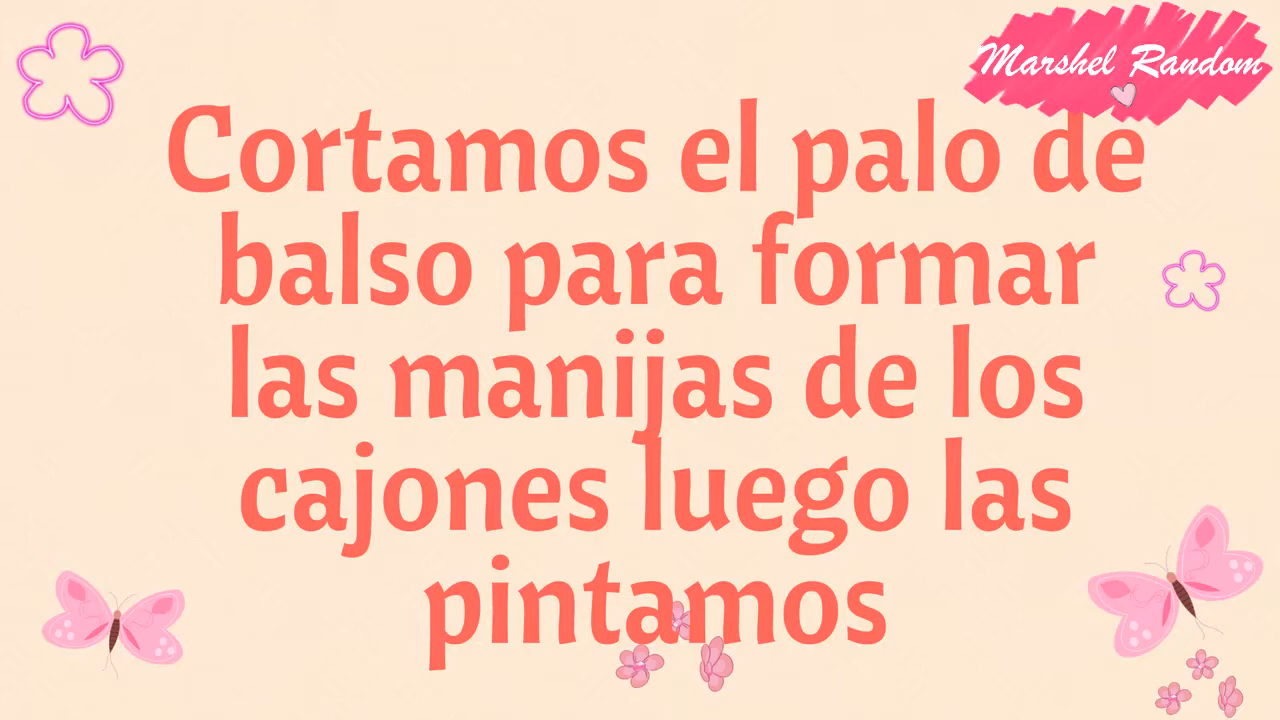 Marshel Random
Cortamos el palo de
balso para formar
las manijas de los
cajones luego las
pintamos